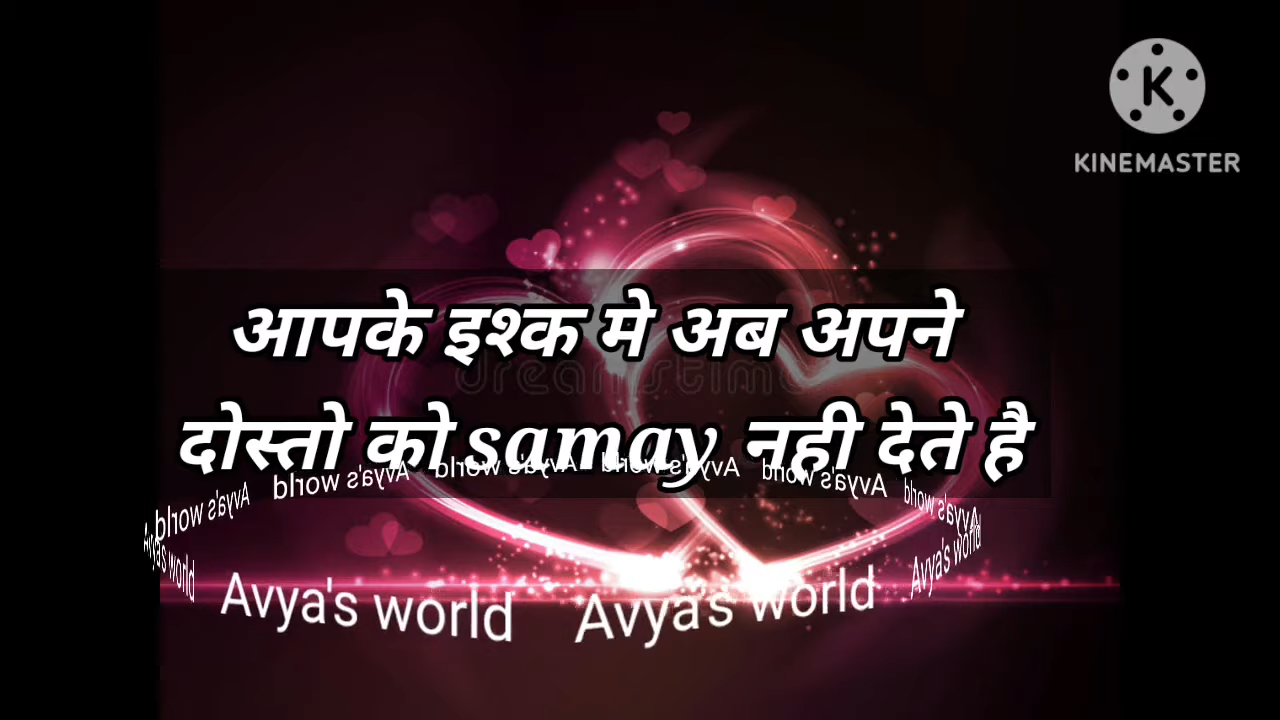 KINEMASTER
आपके इश्क मे अब अपने
दोस्तो को samay नही देते है
dreamstime
Avya's world Avya's world Avya's world Avya's world Avya's world
Avya's world Avya's world Avya's world